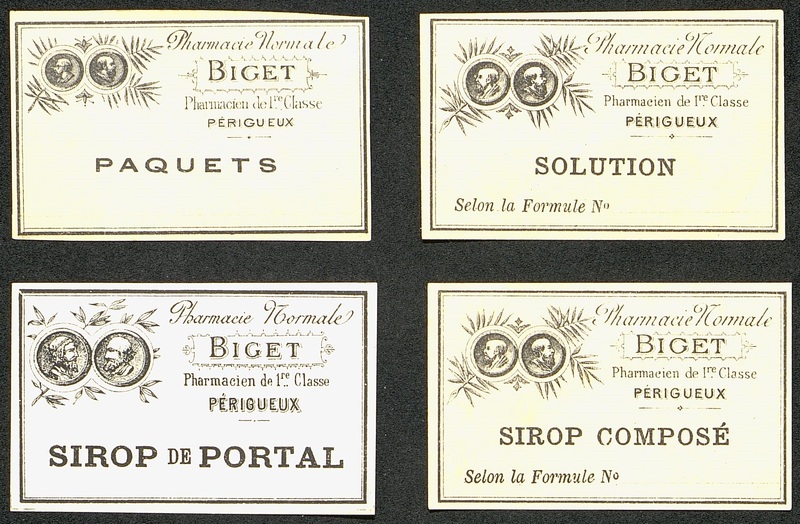 Pharmacie Normale
BIGET
Pharmacien de 1re Classe
PÉRIGUEUX
PAQUETS
Pharmacie Normale
BIGET
Pharmacien de 1re Classe
PÉRIGUEUX
SOLUTION
Selon la Formule No
Pharmacie Normale
BIGET
Pharmacien de 1re Classe
PÉRIGUEUX
SIROP DE PORTAL
Pharmacie Normale
BIGET
Pharmacien de 1re Classe
PÉRIGUEUX
SIROP COMPOSÉ
Selon la Formule No